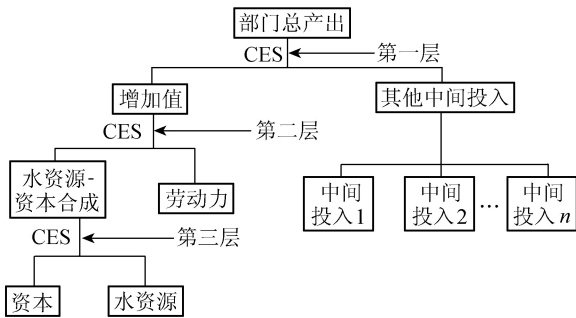 部门总产出
CES
第一层
增加值
其他中间投入
CES
第二层
水资源-
资本合成
劳动力
中间
投入1
中间
投入2
…
中间
投入n
CES
第三层
资本
水资源